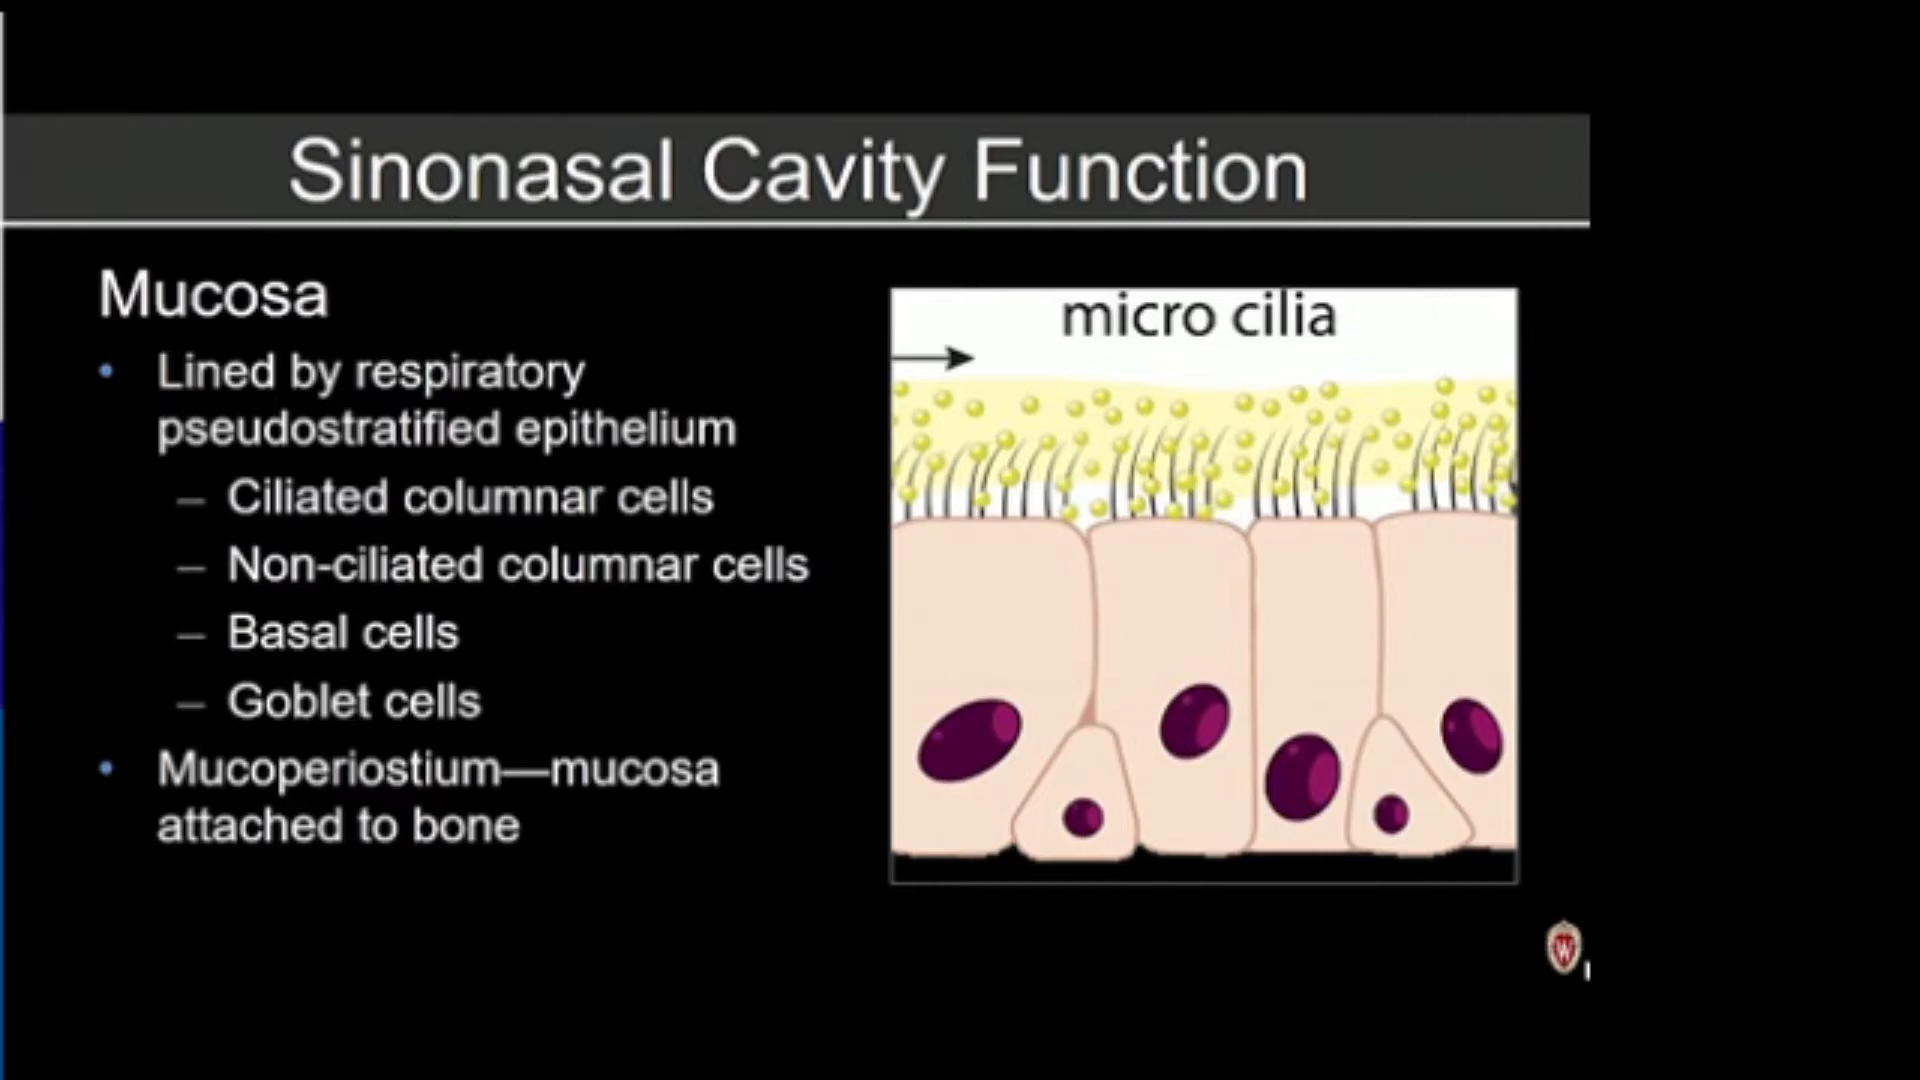 Sinonasal Cavity Function
Mucosa
• Lined by respiratory
pseudostratified epithelium
– Ciliated columnar cells
– Non-ciliated columnar cells
– Basal cells
– Goblet cells
• Mucoperiostium—mucosa
attached to bone
micro cilia
W